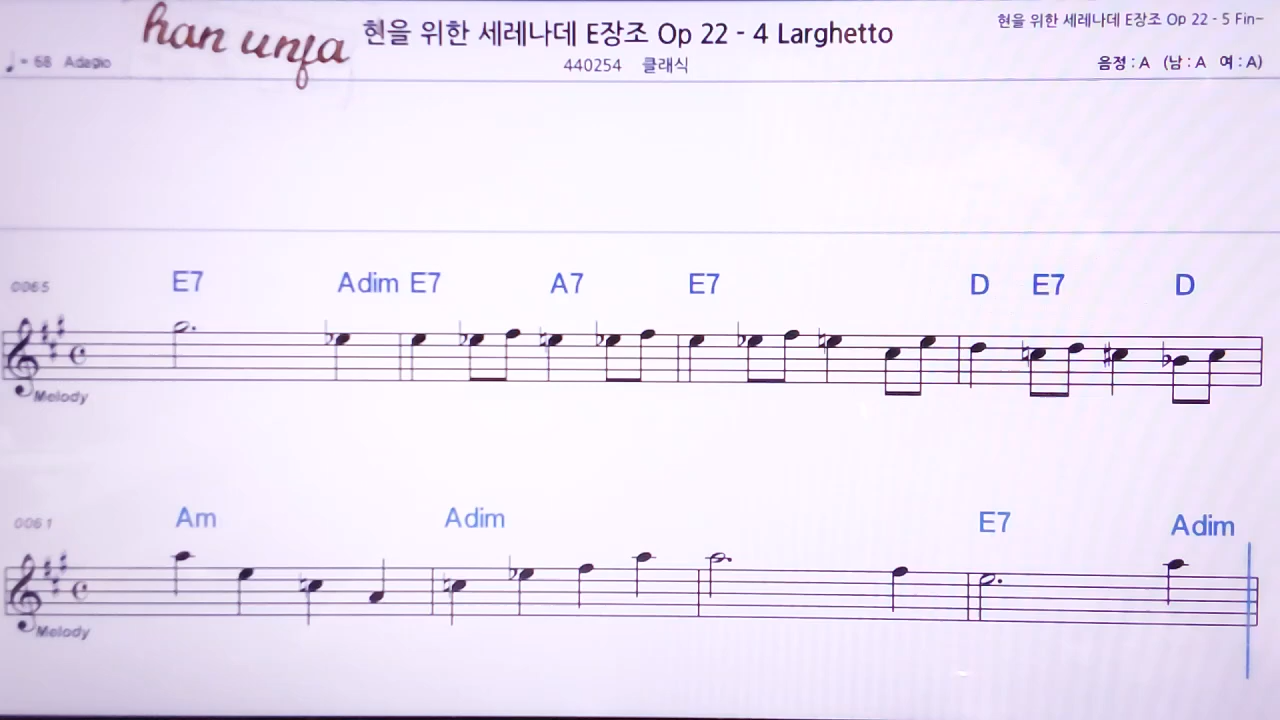 han unfa
현을 위한 세레나데 E장조 Op 22 - 4 Larghetto
현을 위한 세레나데 E장조 Op 22 - 5 Fin~
♩= 68 Adagio
440254 클래식
음정 : A (남 : A 여 : A)
0065 E7 Adim E7 A7 E7 D E7 D
Melody
0061 Am Adim E7 Adim
Melody